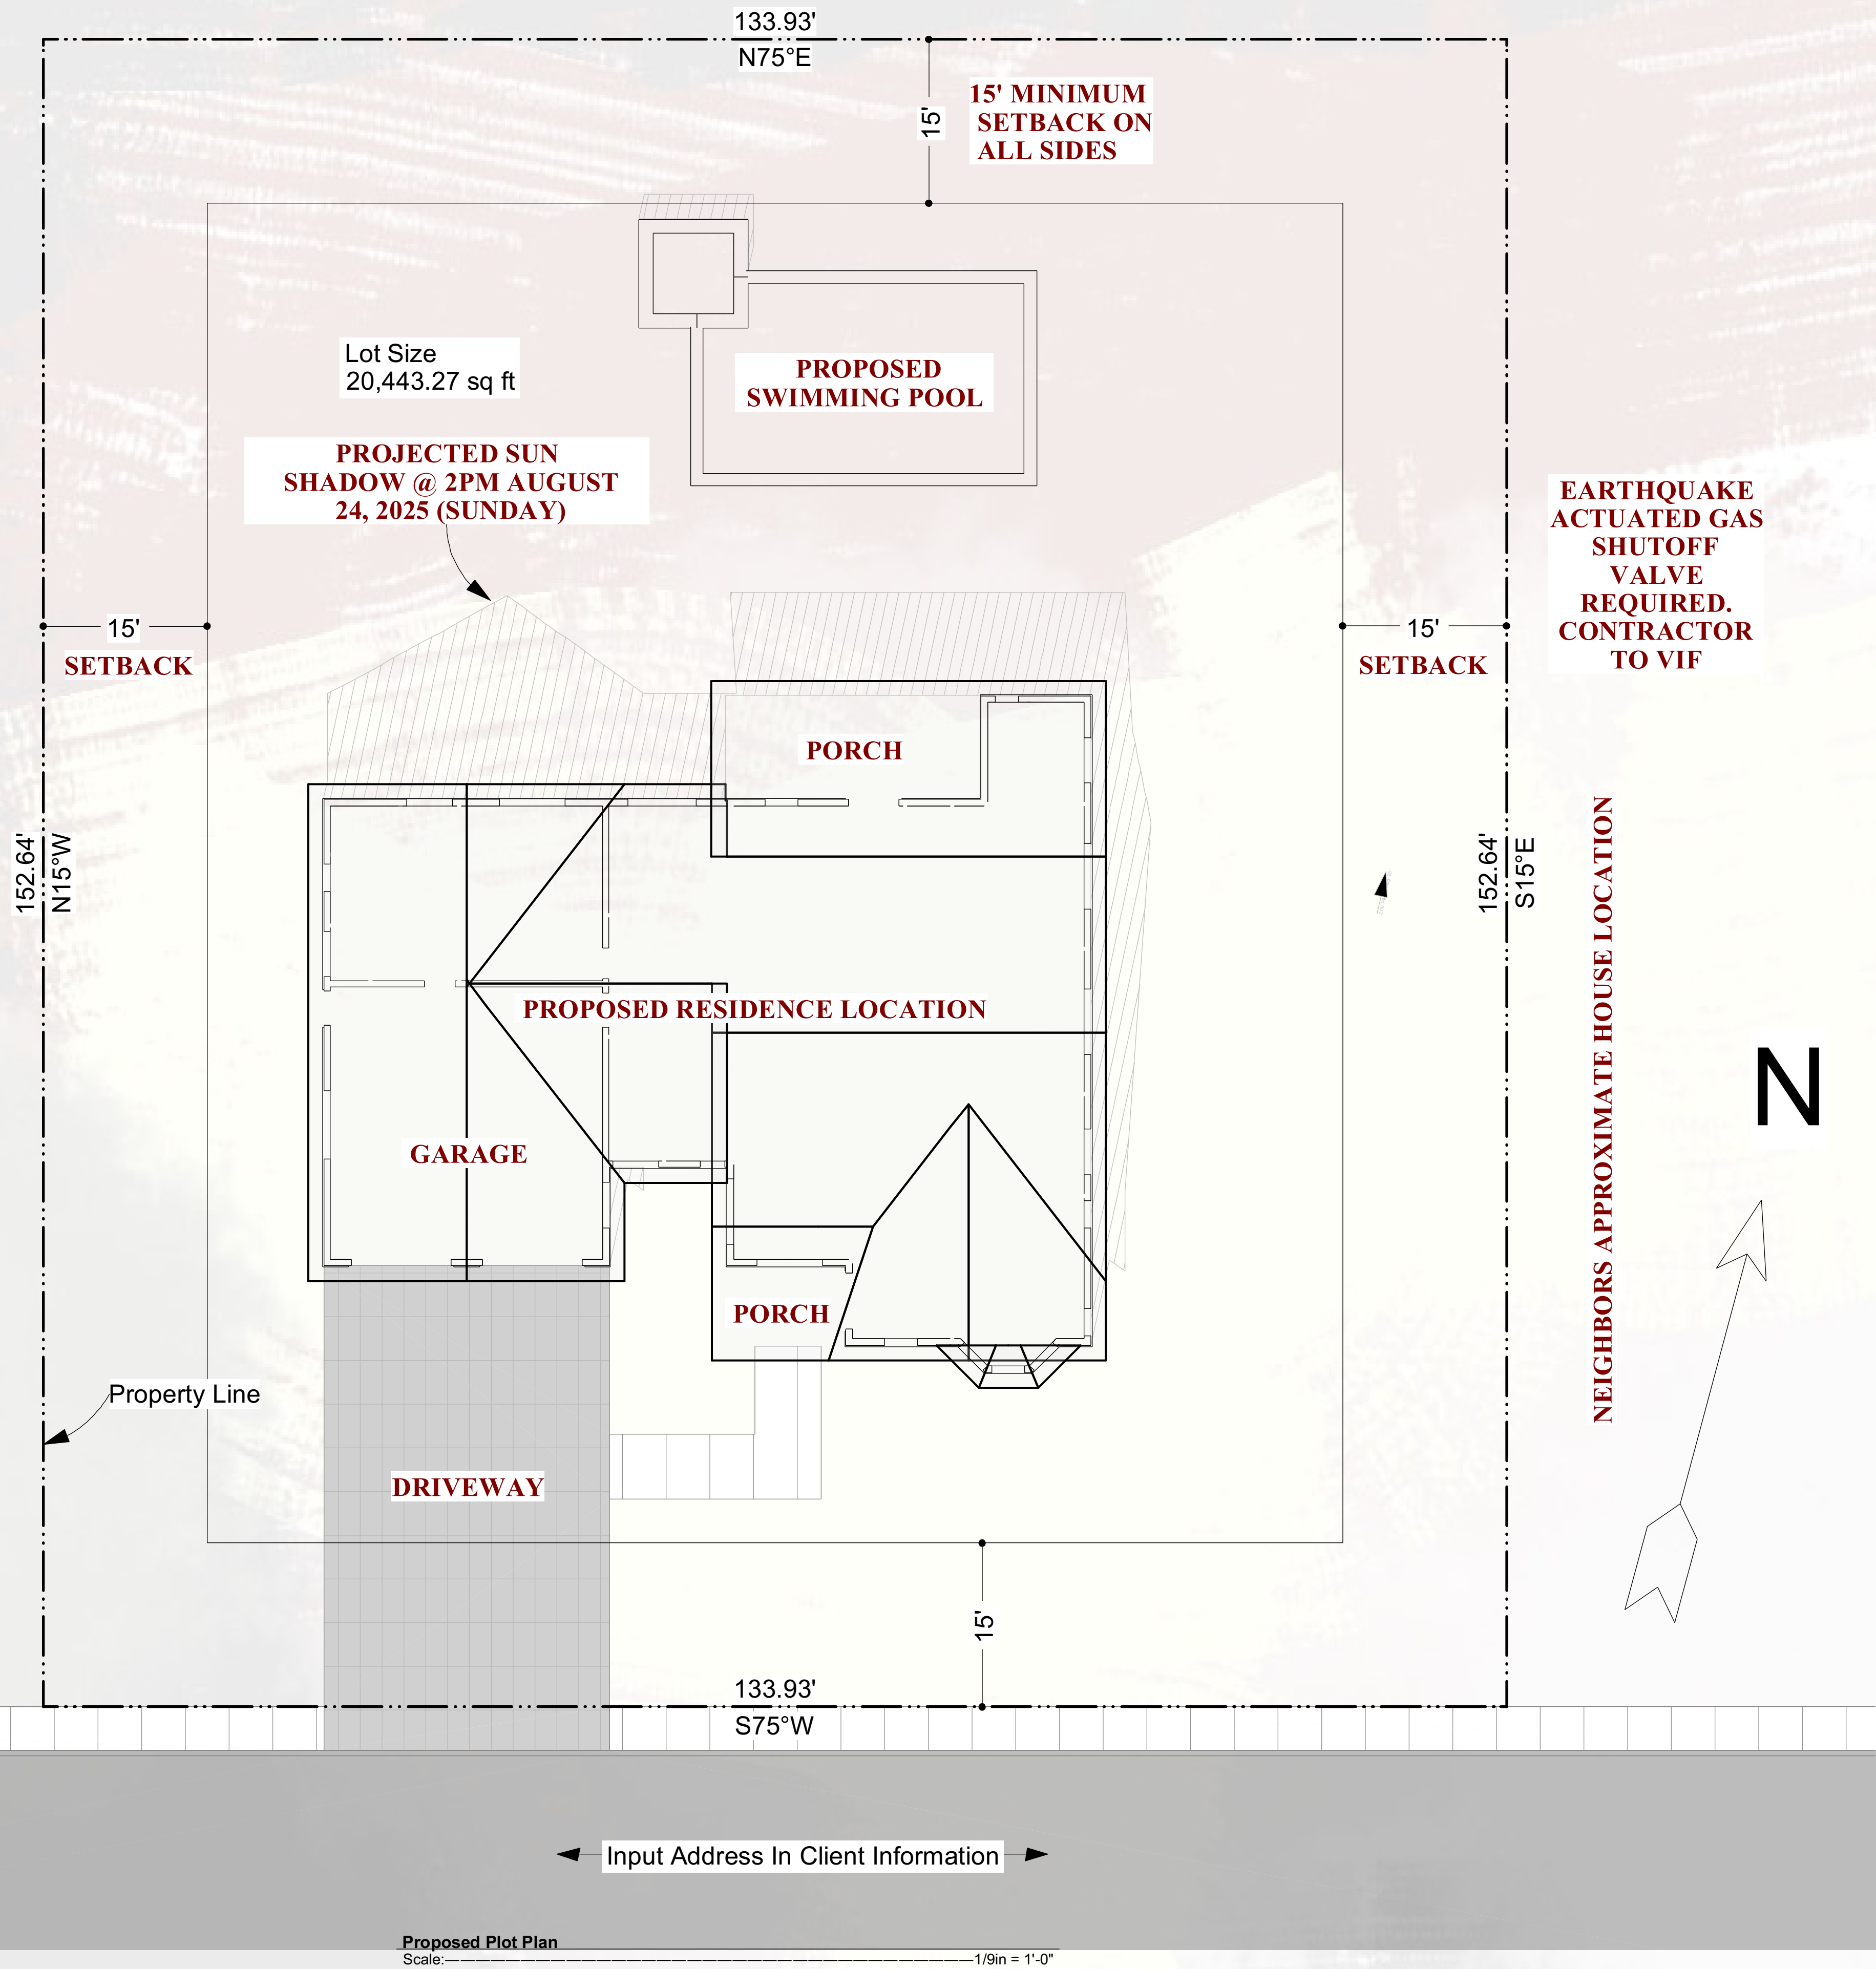 133.93'
N75°E
15' MINIMUM
SETBACK ON
ALL SIDES
15'
Lot Size
20,443.27 sq ft
PROPOSED
SWIMMING POOL
PROJECTED SUN
SHADOW @ 2PM AUGUST
24, 2025 (SUNDAY)
EARTHQUAKE
ACTUATED GAS
SHUTOFF
VALVE
REQUIRED.
CONTRACTOR
TO VIF
15'
SETBACK
15'
SETBACK
PORCH
152.64'
N15°W
152.64'
S15°E
NEIGHBORS APPROXIMATE HOUSE LOCATION
PROPOSED RESIDENCE LOCATION
N
GARAGE
PORCH
Property Line
DRIVEWAY
15'
133.93'
S75°W
Input Address In Client Information
Proposed Plot Plan
Scale:—1/9in = 1'-0"